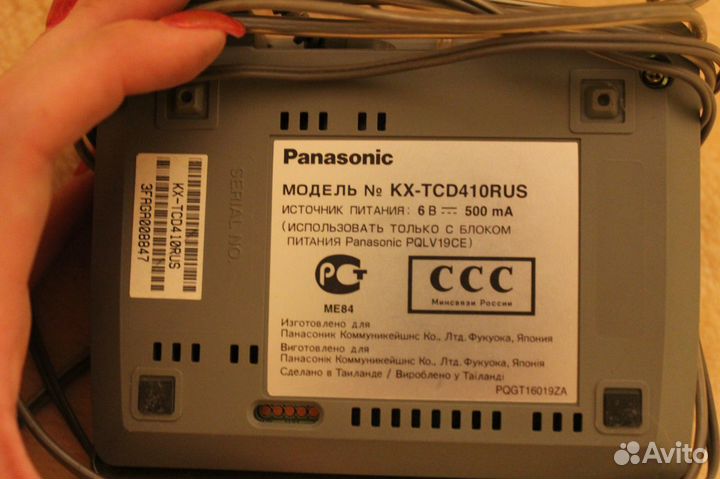 Panasonic
МОДЕЛЬ № KX-TCD410RUS
ИСТОЧНИК ПИТАНИЯ: 6 В 500 mA
(ИСПОЛЬЗОВАТЬ ТОЛЬКО С БЛОКОМ
ПИТАНИЯ Panasonic PQLV19CE)
РСТ
ME84
ССС
Минсвязи России
Изготовлено для
Панасоник Коммуникейшнс Ко., Лтд. Фукуока, Япония
Виготовлено для
Панасонік Коммунікейшнс Ко., Лтд. Фукуока, Японія
Сделано в Таиланде / Вироблено у Таїланді
PQGT16019ZA
KX-TCD410RUS
3FAGA008847
SERIAL NO.
Avito